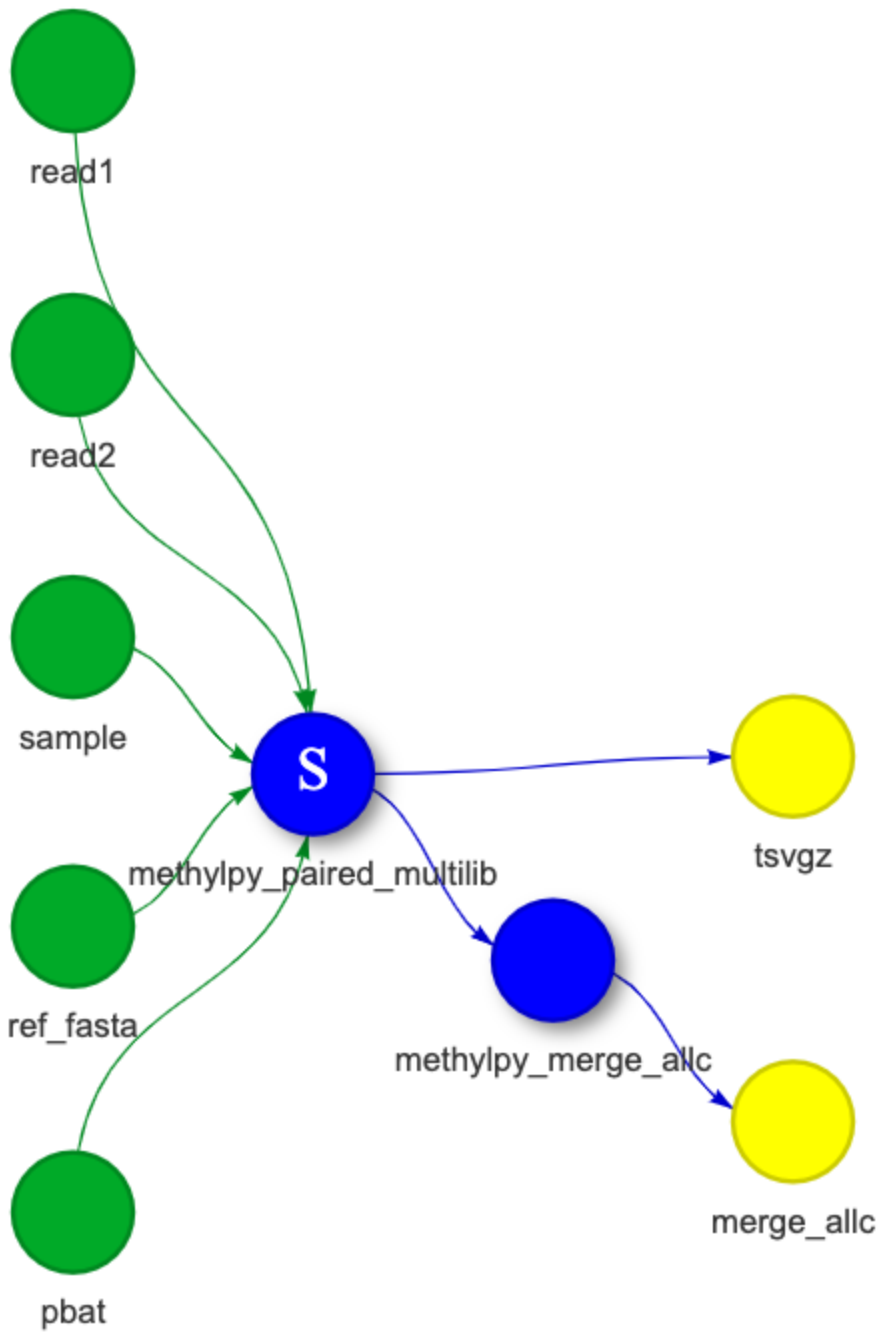 read1
read2
sample
S
methylpy_paired_multilib
tsvgz
ref_fasta
methylpy_merge_allc
merge_allc
pbat